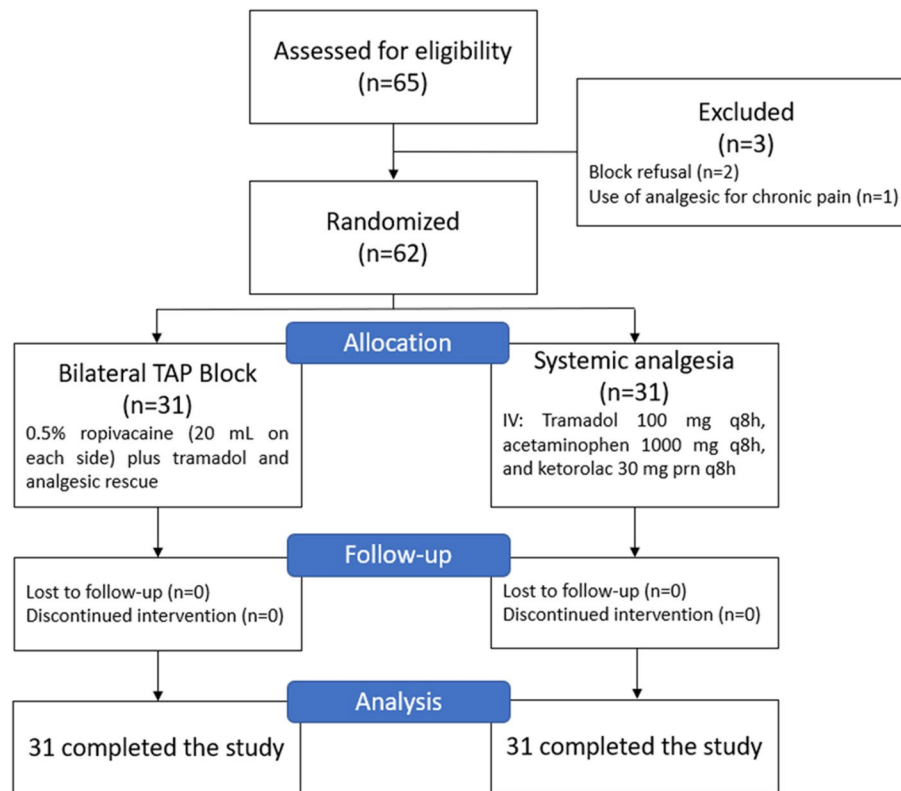 Assessed for eligibility
(n=65)
Excluded
(n=3)
Block refusal (n=2)
Use of analgesic for chronic pain (n=1)
Randomized
(n=62)
Allocation
Bilateral TAP Block
(n=31)
0.5% ropivacaine (20 mL on
each side) plus tramadol and
analgesic rescue
Systemic analgesia
(n=31)
IV: Tramadol 100 mg q8h,
acetaminophen 1000 mg q8h,
and ketorolac 30 mg prn q8h
Follow-up
Lost to follow-up (n=0)
Discontinued intervention (n=0)
Lost to follow-up (n=0)
Discontinued intervention (n=0)
Analysis
31 completed the study
31 completed the study